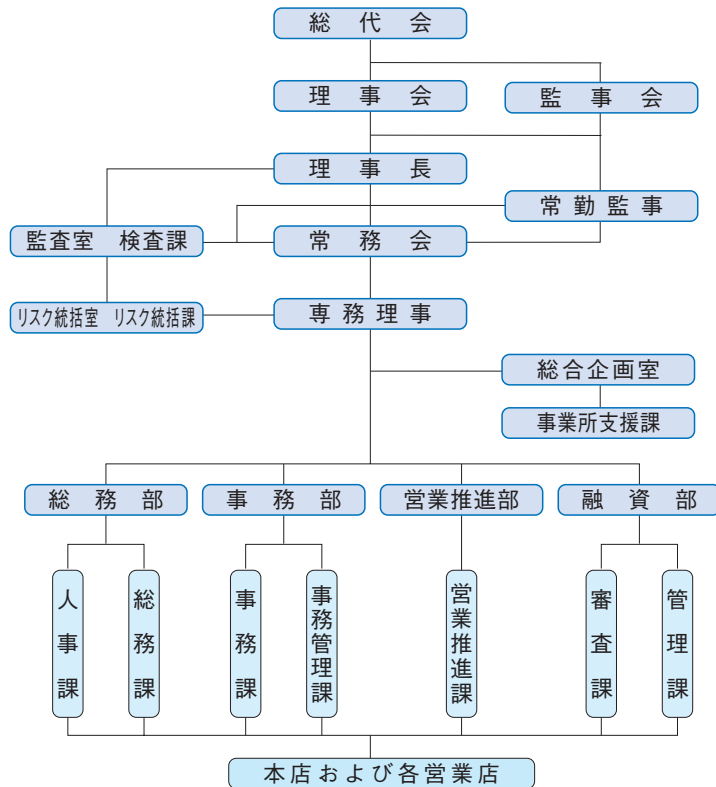 総代会
理事会
監事会
理事長
常勤監事
監査室　検査課
常務会
リスク統括室　リスク統括課
専務理事
総合企画室
事業所支援課
総務部
事務部
営業推進部
融資部
人事課
総務課
事務課
事務管理課
営業推進課
審査課
管理課
本店および各営業店